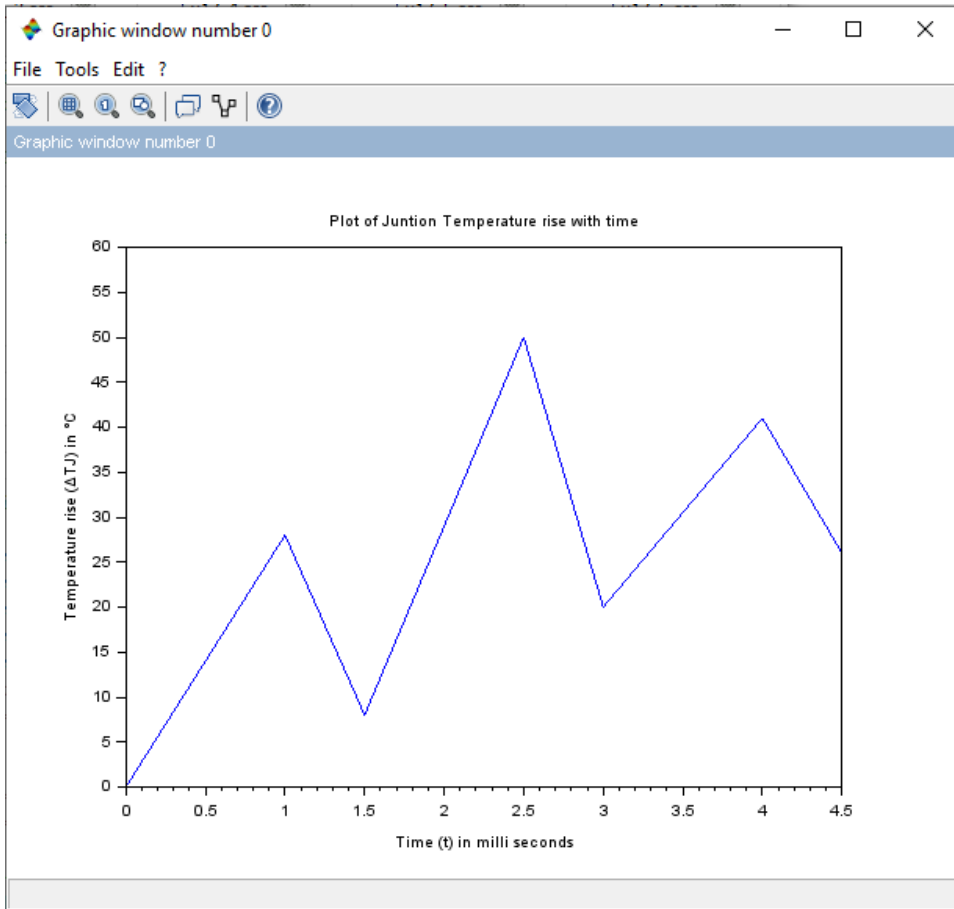 Graphic window number 0
File Tools Edit ?
Graphic window number 0
Plot of Juntion Temperature rise with time
60
55
50
45
40
35
30
25
20
15
10
5
0
Temperature rise (ΔTJ) in °C
0 0.5 1 1.5 2 2.5 3 3.5 4 4.5
Time (t) in milli seconds